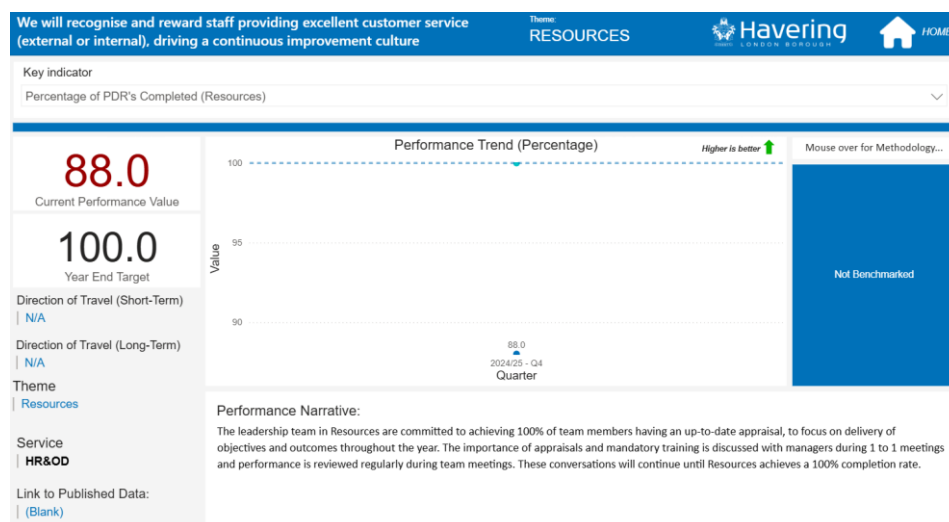 We will recognise and reward staff providing excellent customer service
(external or internal), driving a continuous improvement culture
Theme:
RESOURCES
Havering
LONDON BOROUGH
HOME
Key indicator
Percentage of PDR's Completed (Resources)
88.0
Current Performance Value
100.0
Year End Target
Direction of Travel (Short-Term)
N/A
Direction of Travel (Long-Term)
N/A
Theme
Resources
Service
HR&OD
Link to Published Data:
(Blank)
Performance Trend (Percentage)
Higher is better
100
95
90
Value
88.0
2024/25 - Q4
Quarter
Mouse over for Methodology...
Not Benchmarked
Performance Narrative:
The leadership team in Resources are committed to achieving 100% of team members having an up-to-date appraisal, to focus on delivery of
objectives and outcomes throughout the year. The importance of appraisals and mandatory training is discussed with managers during 1 to 1 meetings
and performance is reviewed regularly during team meetings. These conversations will continue until Resources achieves a 100% completion rate.